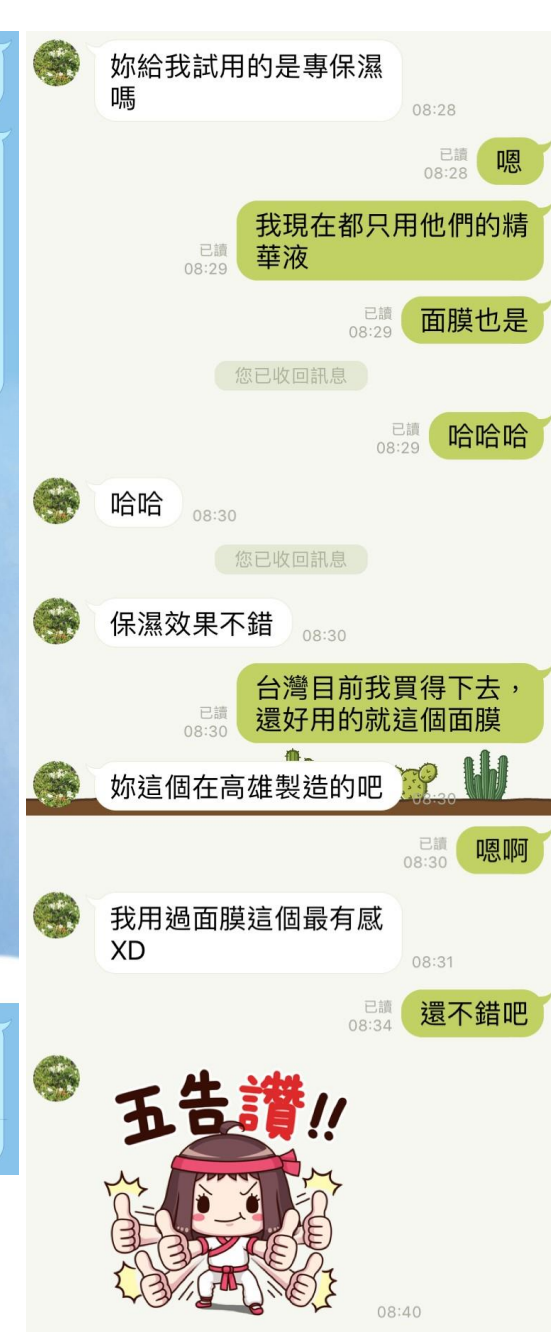 妳給我試用的是專保濕
嗎
08:28
已讀
08:28
嗯
我現在都只用他們的精
華液
已讀
08:29
已讀
08:29
面膜也是
您已收回訊息
已讀
08:29
哈哈哈
哈哈
08:30
您已收回訊息
保濕效果不錯
08:30
台灣目前我買得下去，
還好用的就這個面膜
已讀
08:30
妳這個在高雄製造的吧
08:30
已讀
08:30
嗯啊
我用過面膜這個最有感
XD
08:31
已讀
08:34
還不錯吧
五告讚!!
08:40